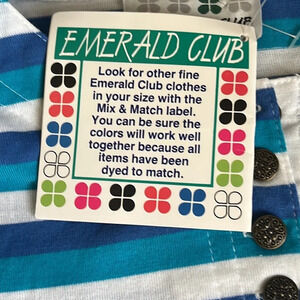 EMERALD CLUB
Look for other fine
Emerald Club clothes
in your size with the
Mix & Match label.
You can be sure the
colors will work well
together because all
items have been
dyed to match.
CLUB